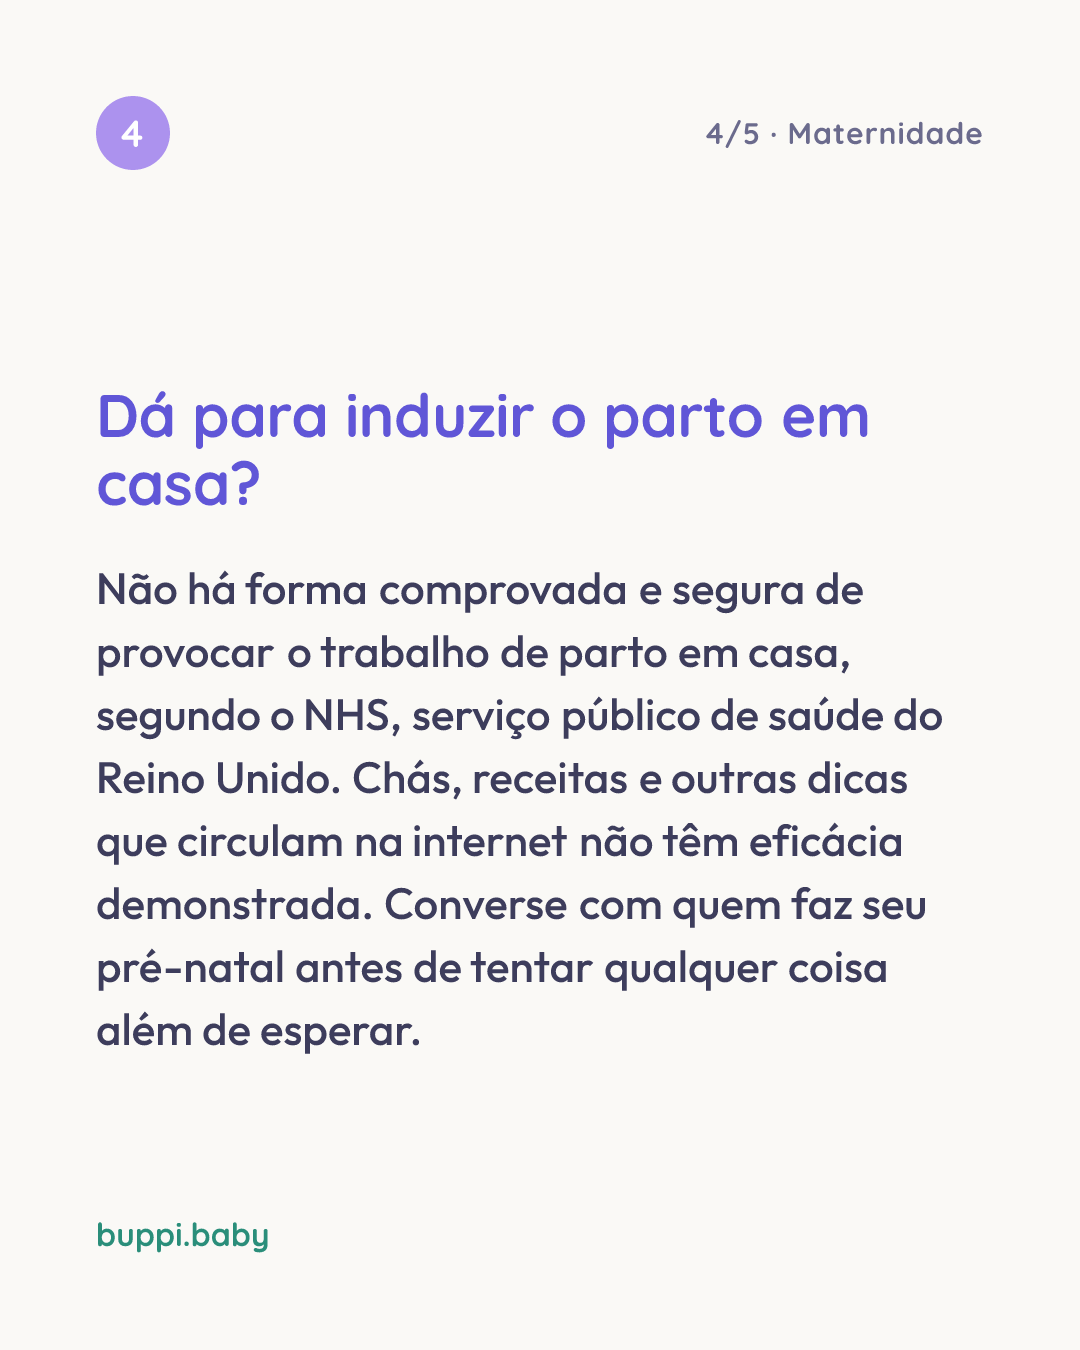 4
4/5 · Maternidade
Dá para induzir o parto em
casa?
Não há forma comprovada e segura de
provocar o trabalho de parto em casa,
segundo o NHS, serviço público de saúde do
Reino Unido. Chás, receitas e outras dicas
que circulam na internet não têm eficácia
demonstrada. Converse com quem faz seu
pré-natal antes de tentar qualquer coisa
além de esperar.
buppi.baby